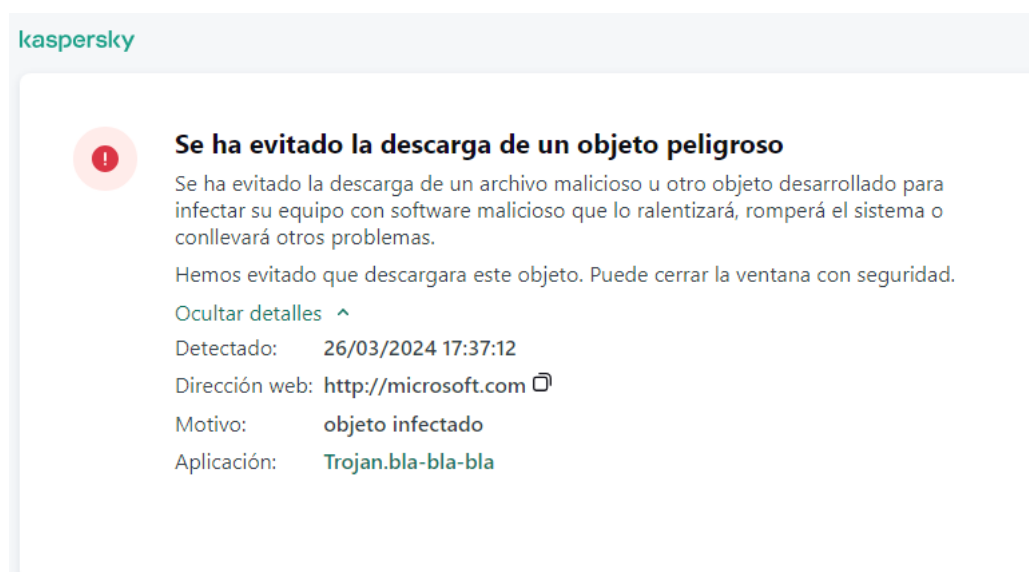 kaspersky
Se ha evitado la descarga de un objeto peligroso
Se ha evitado la descarga de un archivo malicioso u otro objeto desarrollado para
infectar su equipo con software malicioso que lo ralentizará, romperá el sistema o
conllevará otros problemas.
Hemos evitado que descargara este objeto. Puede cerrar la ventana con seguridad.
Ocultar detalles
Detectado: 26/03/2024 17:37:12
Dirección web: http://microsoft.com
Motivo: objeto infectado
Aplicación: Trojan.bla-bla-bla